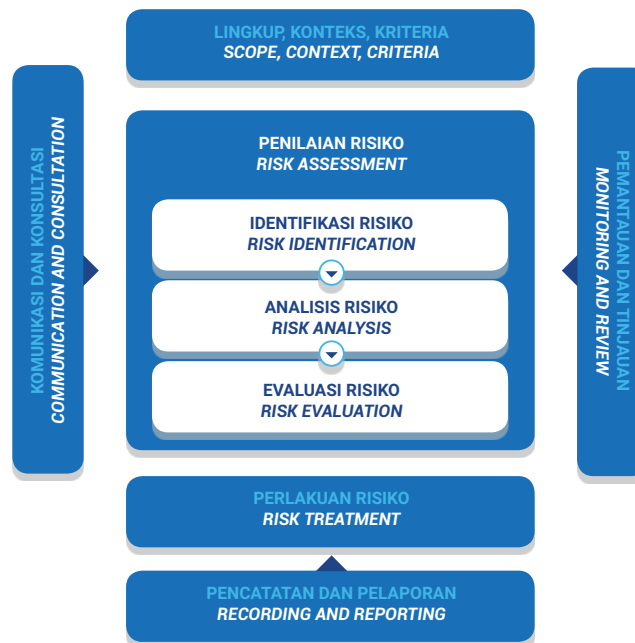 LINGKUP, KONTEKS, KRITERIA
SCOPE, CONTEXT, CRITERIA
KOMUNIKASI DAN KONSULTASI
COMMUNICATION AND CONSULTATION
PENILAIAN RISIKO
RISK ASSESSMENT
IDENTIFIKASI RISIKO
RISK IDENTIFICATION
ANALISIS RISIKO
RISK ANALYSIS
EVALUASI RISIKO
RISK EVALUATION
PEMANTAUAN DAN TINJAUAN
MONITORING AND REVIEW
PERLAKUAN RISIKO
RISK TREATMENT
PENCATATAN DAN PELAPORAN
RECORDING AND REPORTING